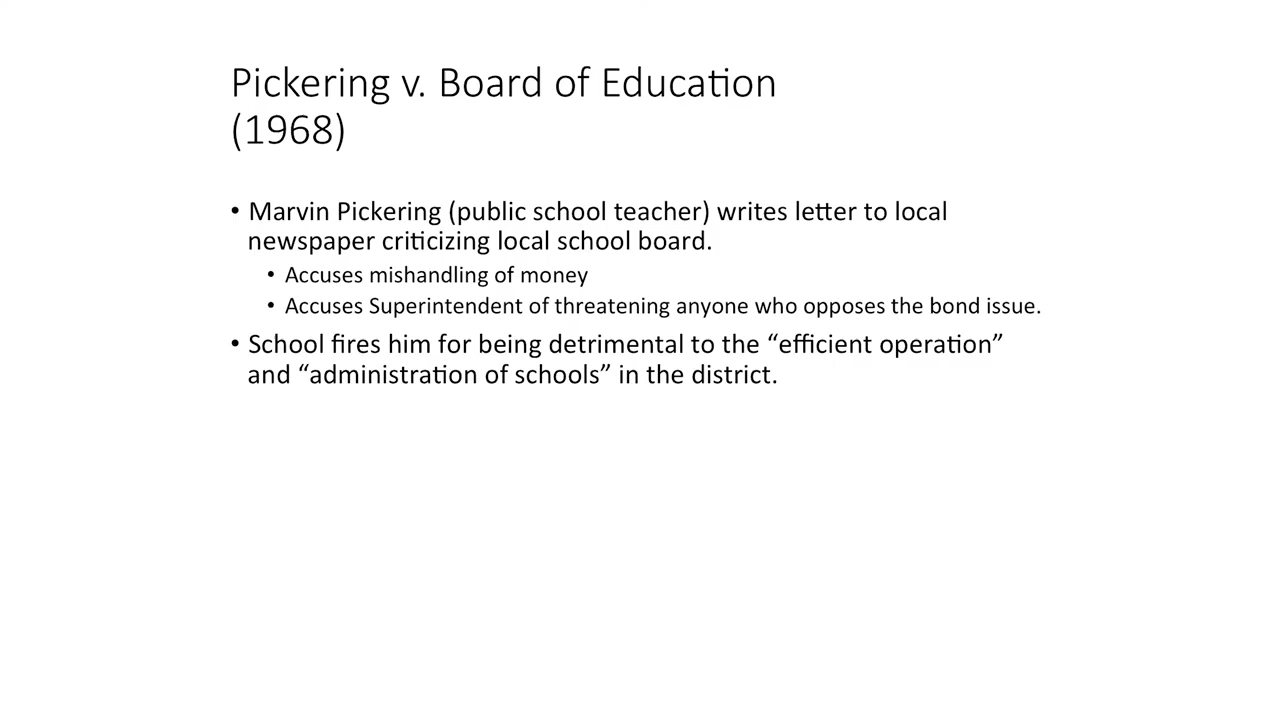 Pickering v. Board of Education
(1968)
• Marvin Pickering (public school teacher) writes letter to local
newspaper criticizing local school board.
• Accuses mishandling of money
• Accuses Superintendent of threatening anyone who opposes the bond issue.
• School fires him for being detrimental to the “efficient operation”
and “administration of schools” in the district.